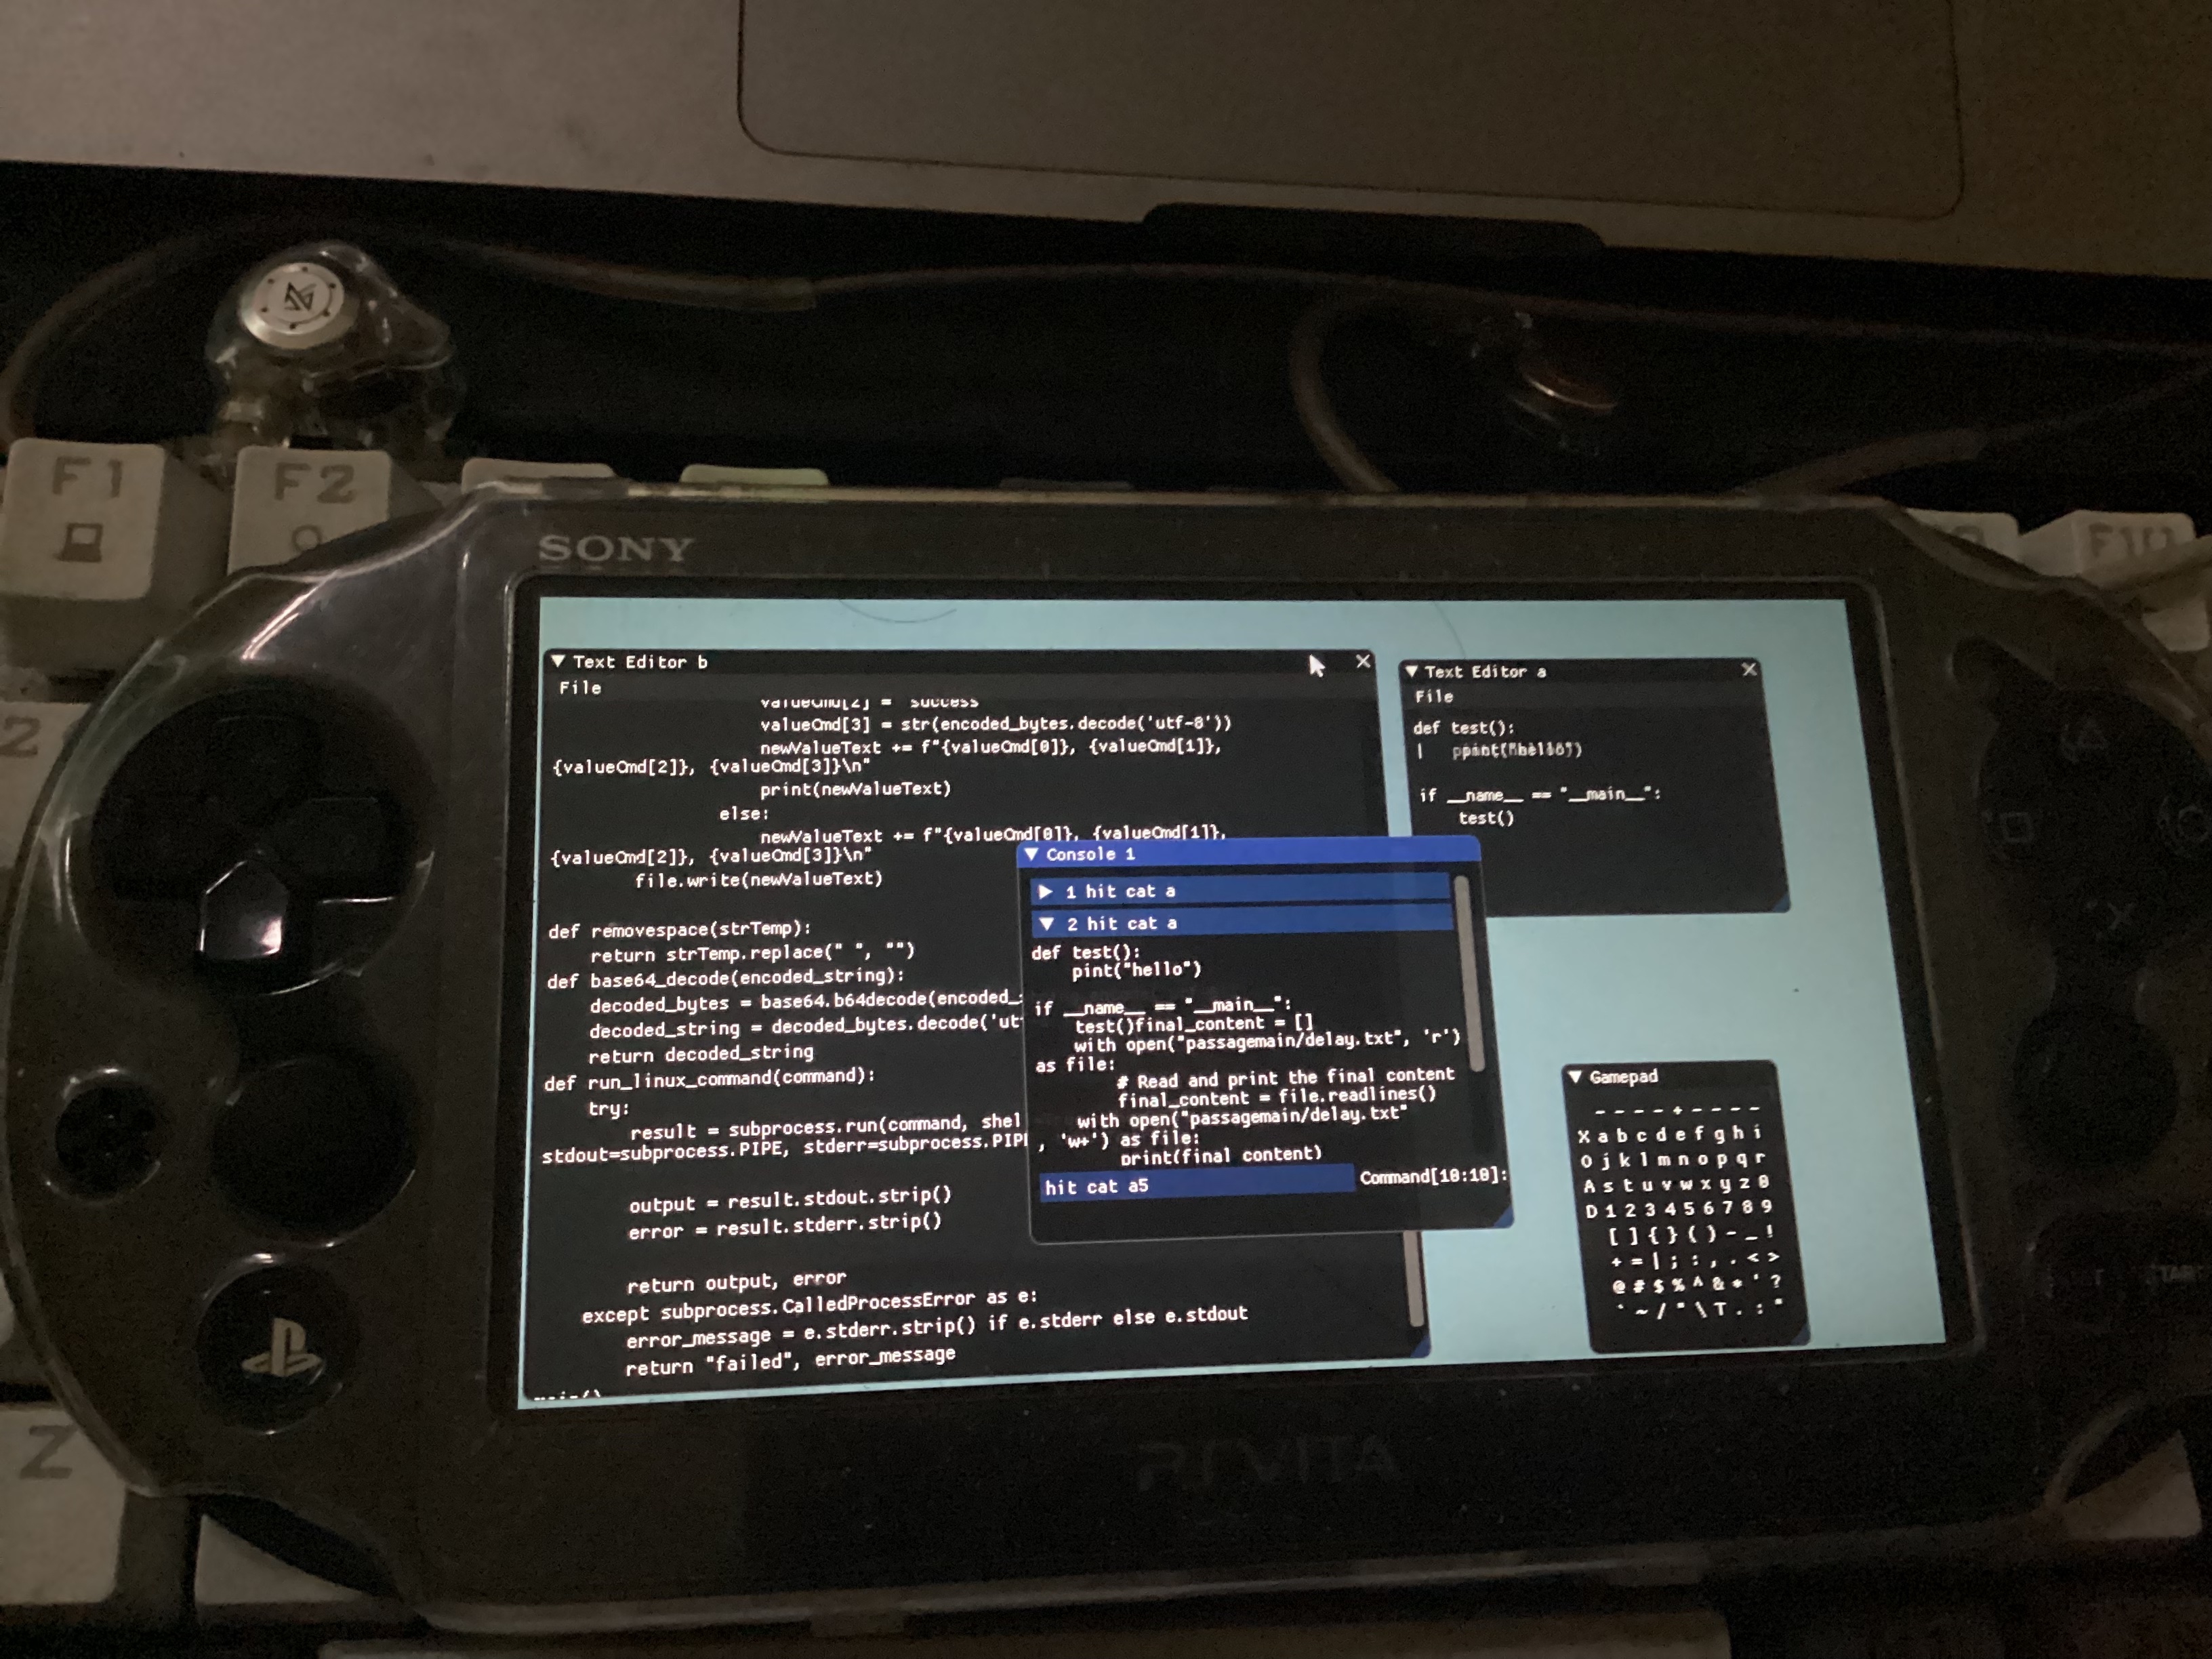 F1
F2
SONY
▼ Text Editor b
File
valueCmd[3] = str(encoded_bytes.decode('utf-8'))
newValueText += f"{valueCmd[0]}, {valueCmd[1]},
{valueCmd[2]}, {valueCmd[3]}\n"
print(newValueText)
else:
newValueText += f"{valueCmd[0]}, {valueCmd[1]},
{valueCmd[2]}, {valueCmd[3]}\n"
file.write(newValueText)
def removespace(strTemp):
return strTemp.replace(" ", "")
def base64_decode(encoded_string):
decoded_bytes = base64.b64decode(encoded_
decoded_string = decoded_bytes.decode('ut
return decoded_string
def run_linux_command(command):
try:
result = subprocess.run(command, shel
stdout=subprocess.PIPE, stderr=subprocess.PIP
output = result.stdout.strip()
error = result.stderr.strip()
return output, error
except subprocess.CalledProcessError as e:
error_message = e.stderr.strip() if e.stderr else e.stdout
return "failed", error_message
▼ Text Editor a
File
def test():
if __name__ == "__main__":
test()
▼ Console 1
▶ 1 hit cat a
▼ 2 hit cat a
def test():
pint("hello")
if __name__ == "__main__":
test()final_content = []
with open("passagemain/delay.txt", 'r')
as file:
# Read and print the final content
final_content = file.readlines()
with open("passagemain/delay.txt"
, 'w+') as file:
print(final_content)
hit cat a5 Command[10:10]:
▼ Gamepad
- - - - + - - - -
X a b c d e f g h i
O j k l m n o p q r
A s t u v w x y z 0
D 1 2 3 4 5 6 7 8 9
[ ] { } ( ) - _ !
+ = | ; : , . < >
@ # $ % ^ & * ' ?
` ~ / " \ T . : "
PSVITA
Z